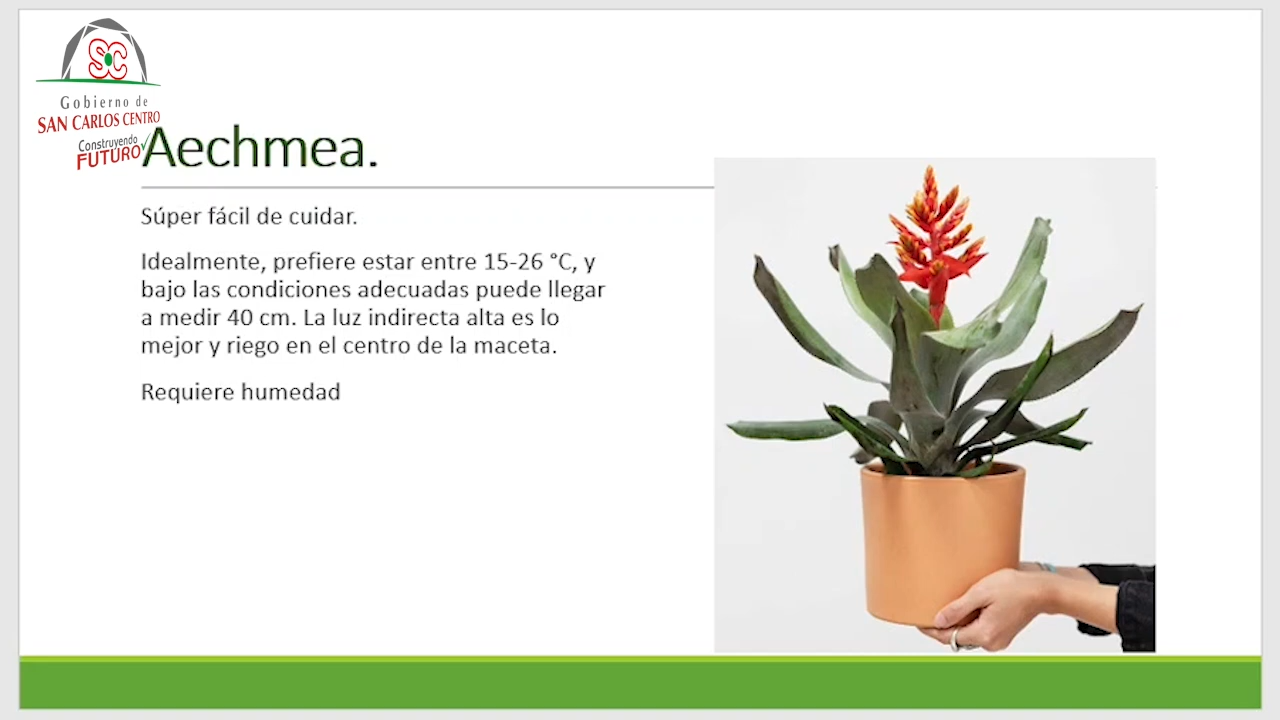 SC
Gobierno de
SAN CARLOS CENTRO
Construyendo
FUTURO
Aechmea.
Súper fácil de cuidar.
Idealmente, prefiere estar entre 15-26 °C, y
bajo las condiciones adecuadas puede llegar
a medir 40 cm. La luz indirecta alta es lo
mejor y riego en el centro de la maceta.
Requiere humedad